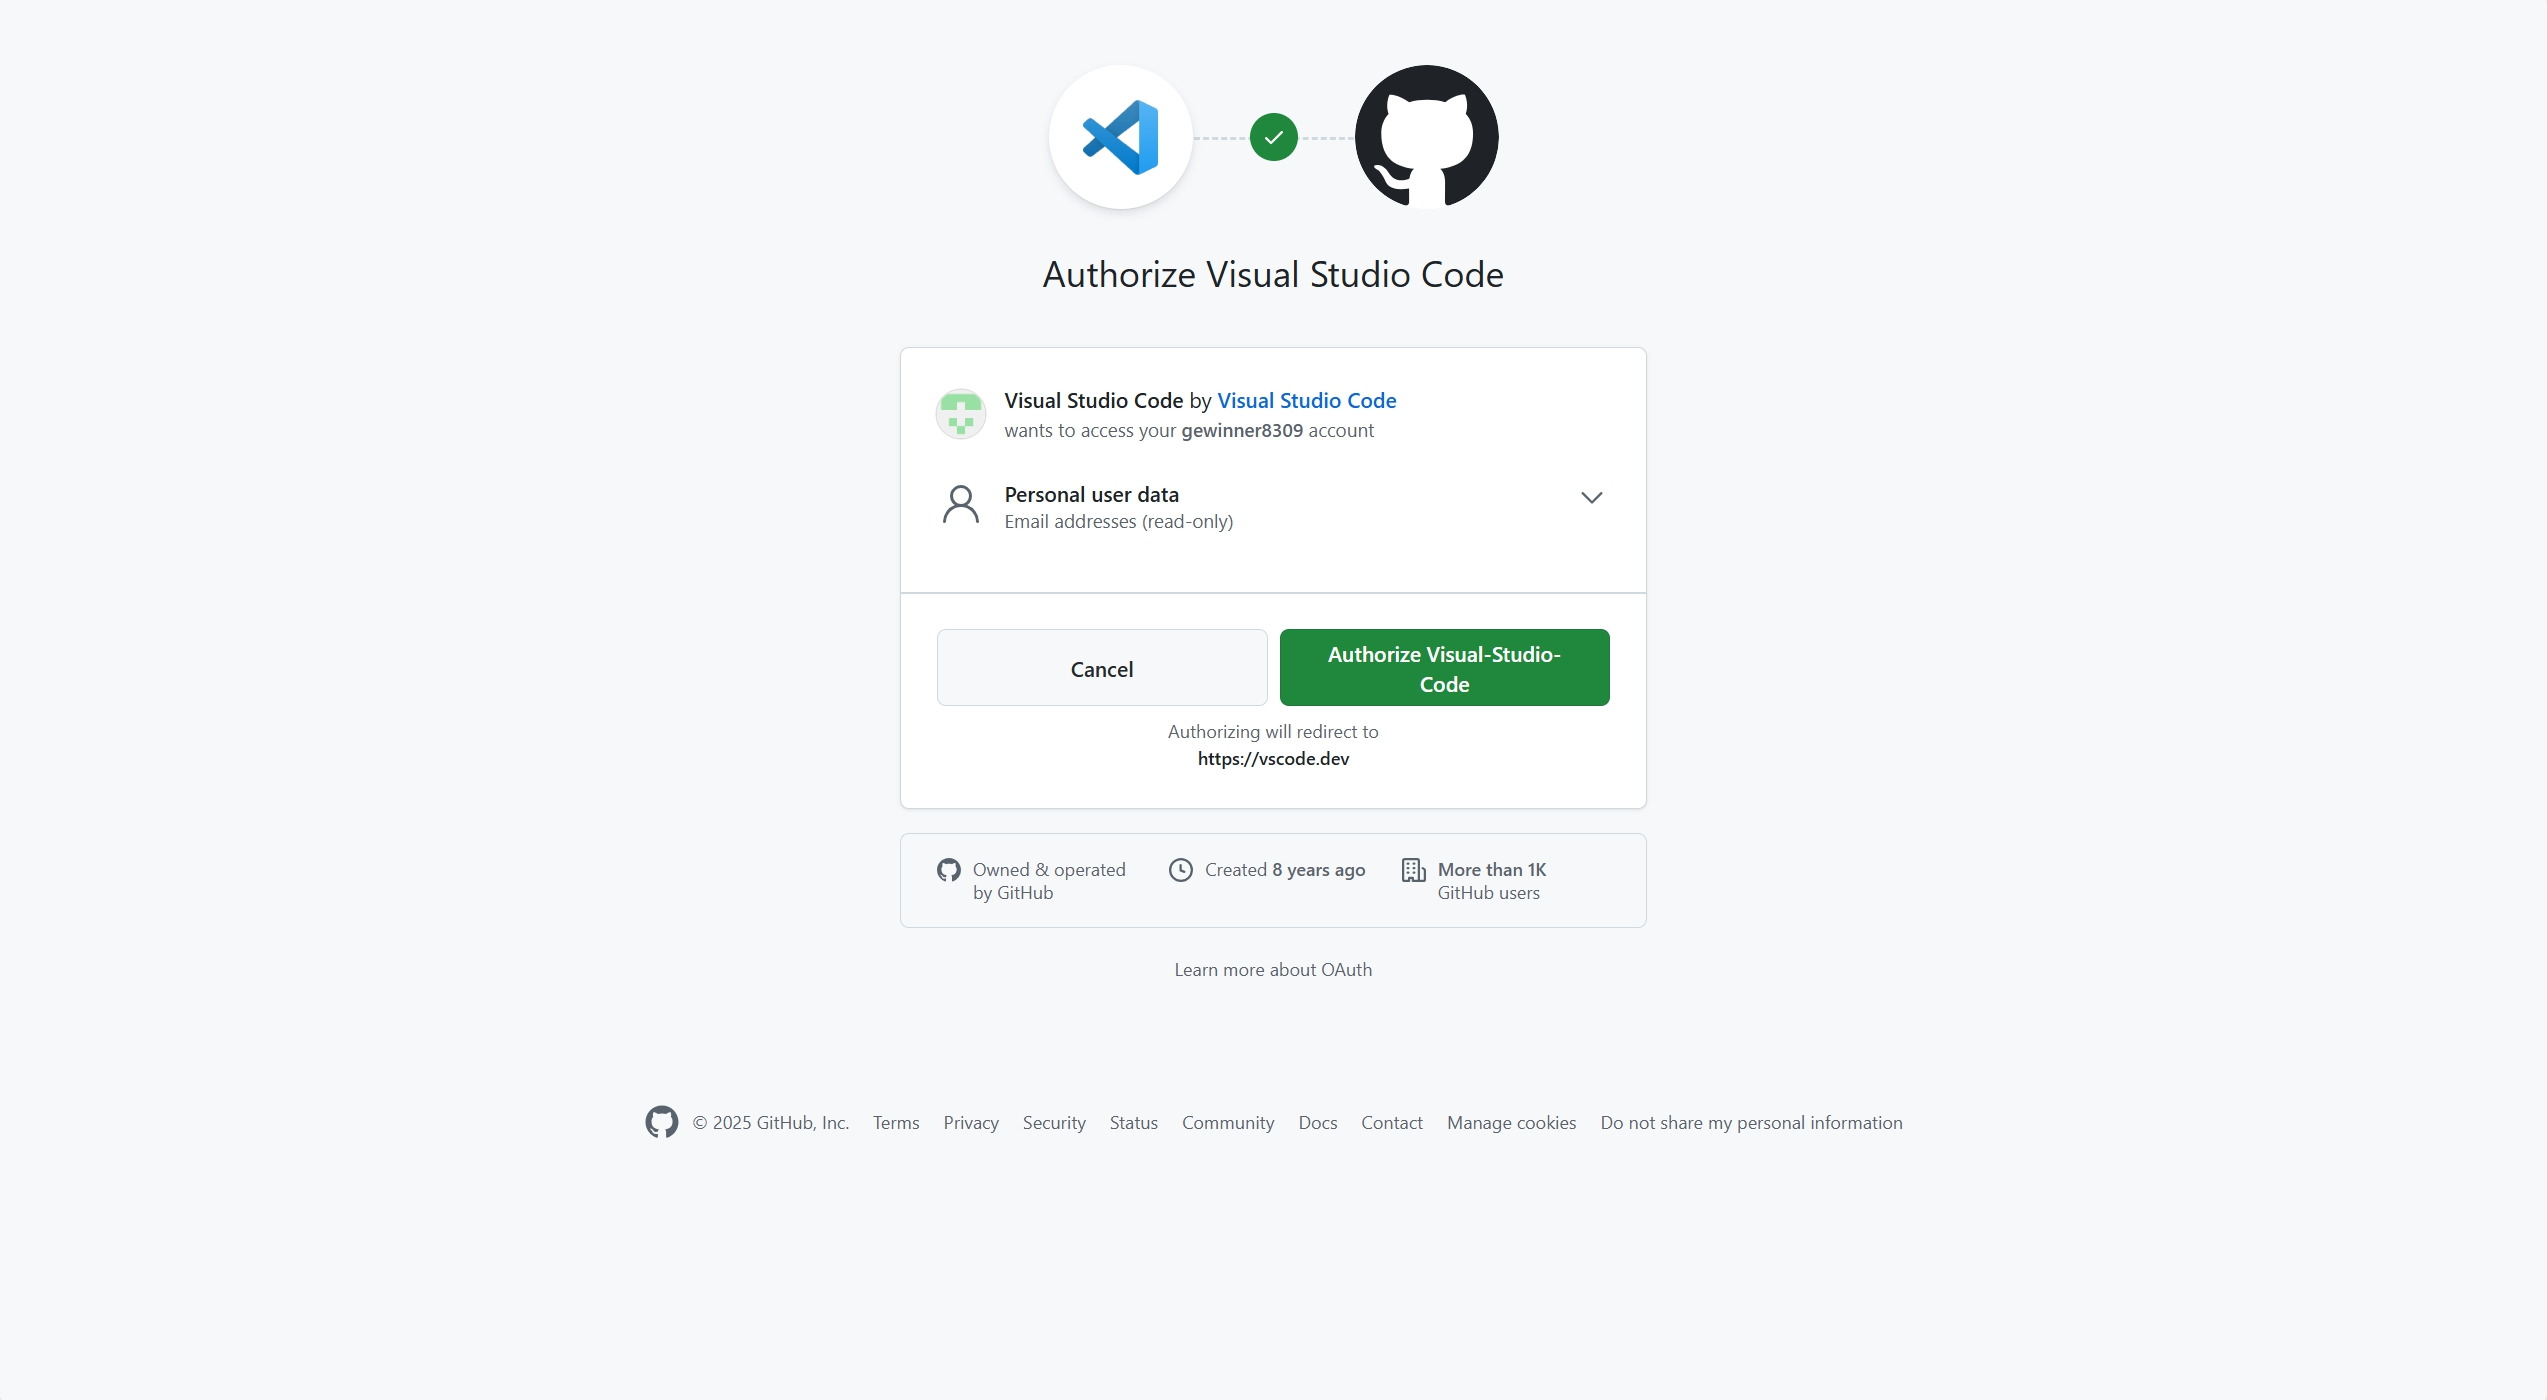 Authorize Visual Studio Code
Visual Studio Code by Visual Studio Code
wants to access your gewinner8309 account
Personal user data
Email addresses (read-only)
Cancel
Authorize Visual-Studio-
Code
Authorizing will redirect to
https://vscode.dev
Owned & operated
by GitHub
Created 8 years ago
More than 1K
GitHub users
Learn more about OAuth
© 2025 GitHub, Inc. Terms Privacy Security Status Community Docs Contact Manage cookies Do not share my personal information